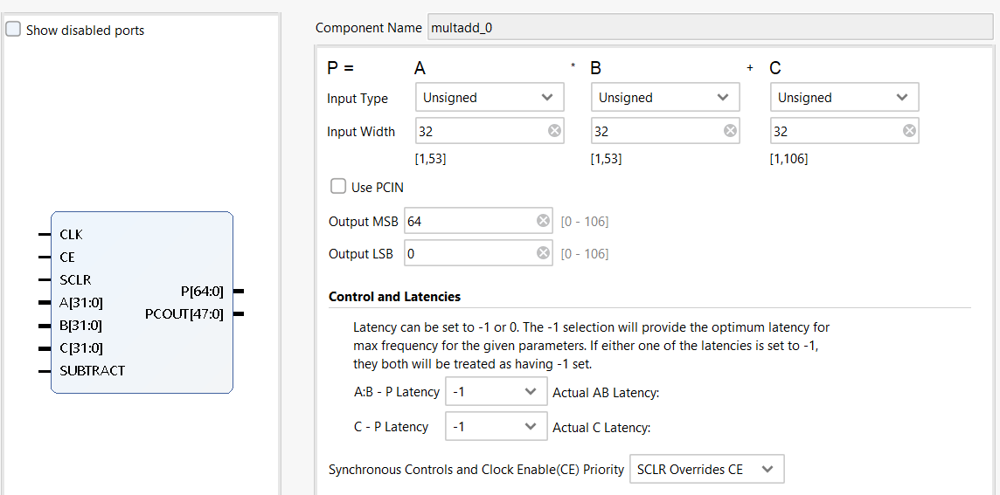 Show disabled ports
Component Name multadd_0
P = A * B + C
Input Type Unsigned Unsigned Unsigned
Input Width 32 32 32
[1,53] [1,53] [1,106]
Use PCIN
Output MSB 64 [0 - 106]
Output LSB 0 [0 - 106]
Control and Latencies
Latency can be set to -1 or 0. The -1 selection will provide the optimum latency for
max frequency for the given parameters. If either one of the latencies is set to -1,
they both will be treated as having -1 set.
A:B - P Latency -1 Actual AB Latency:
C - P Latency -1 Actual C Latency:
Synchronous Controls and Clock Enable(CE) Priority SCLR Overrides CE
CLK
CE
SCLR
A[31:0]
B[31:0]
C[31:0]
SUBTRACT
P[64:0]
PCOUT[47:0]